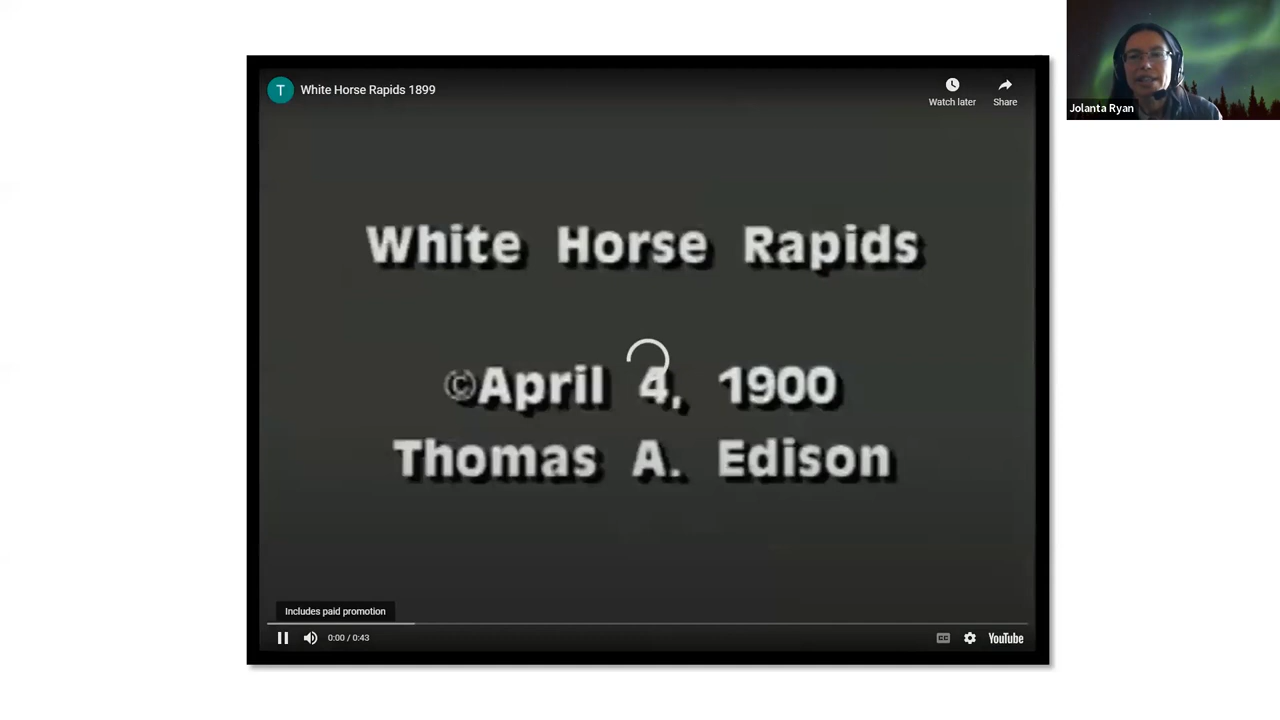 T White Horse Rapids 1899
Watch later
Share
Jolanta Ryan
White Horse Rapids
©April 4, 1900
Thomas A. Edison
Includes paid promotion
0:00 / 0:43
CC
YouTube